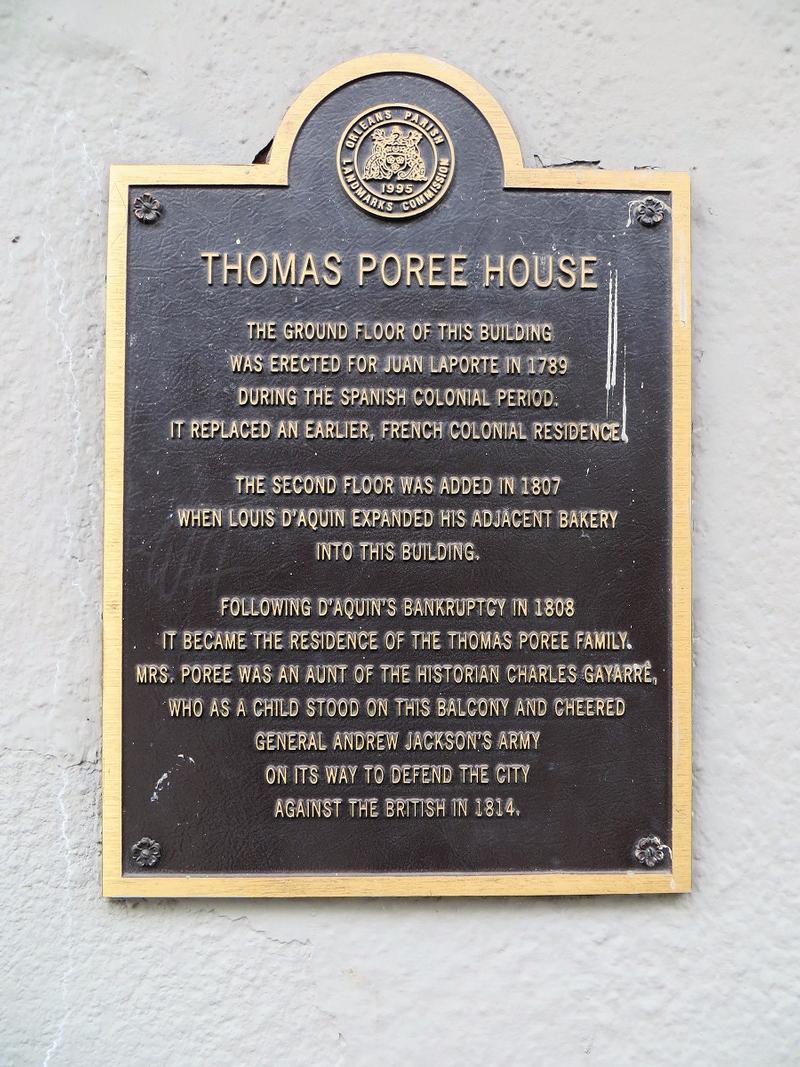 ORLEANS PARISH
LANDMARKS COMMISSION
1995
THOMAS POREE HOUSE
THE GROUND FLOOR OF THIS BUILDING
WAS ERECTED FOR JUAN LAPORTE IN 1789
DURING THE SPANISH COLONIAL PERIOD.
IT REPLACED AN EARLIER, FRENCH COLONIAL RESIDENCE.
THE SECOND FLOOR WAS ADDED IN 1807
WHEN LOUIS D'AQUIN EXPANDED HIS ADJACENT BAKERY
INTO THIS BUILDING.
FOLLOWING D'AQUIN'S BANKRUPTCY IN 1808
IT BECAME THE RESIDENCE OF THE THOMAS POREE FAMILY.
MRS. POREE WAS AN AUNT OF THE HISTORIAN CHARLES GAYARRÉ,
WHO AS A CHILD STOOD ON THIS BALCONY AND CHEERED
GENERAL ANDREW JACKSON'S ARMY
ON ITS WAY TO DEFEND THE CITY
AGAINST THE BRITISH IN 1814.